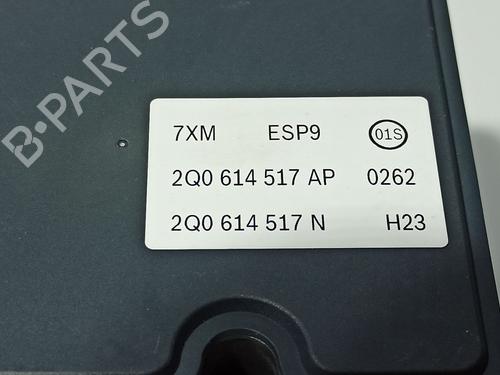 B-PARTS
7XM ESP9 01S
2Q0 614 517 AP 0262
2Q0 614 517 N H23